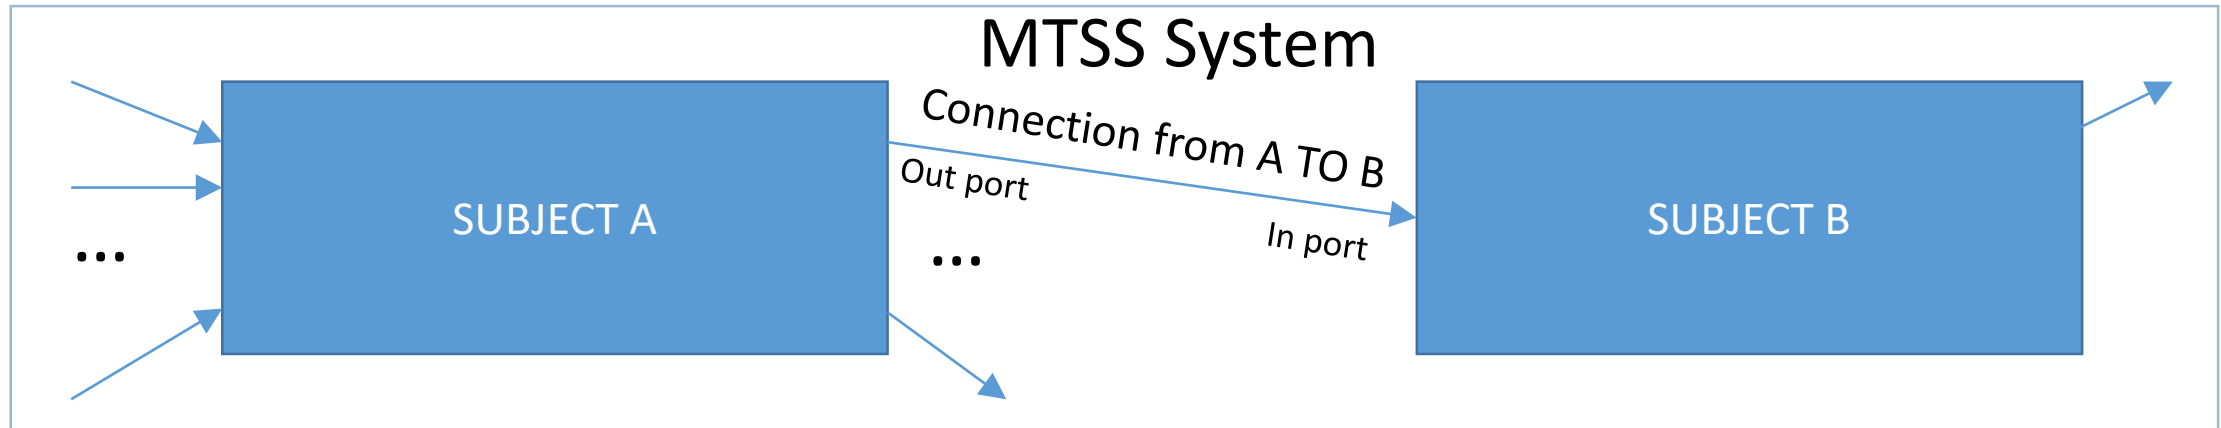 MTSS System
Connection from A TO B
Out port
SUBJECT A
SUBJECT B
In port
...
...